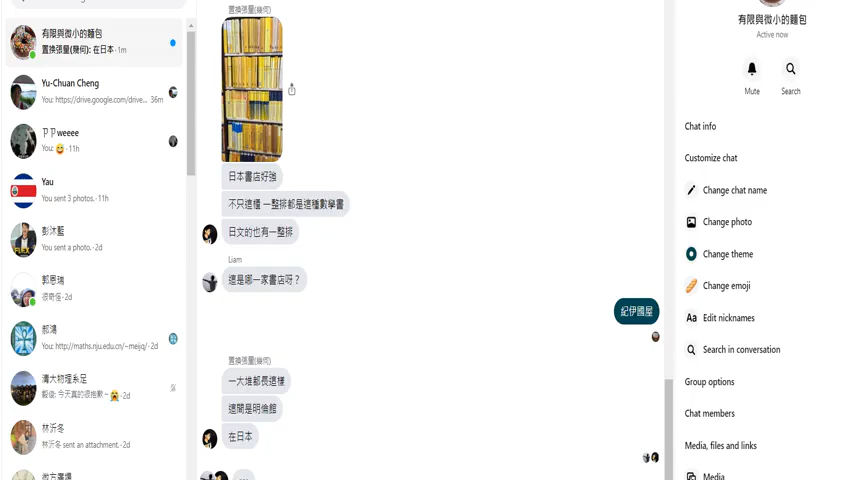 有限與微小的麵包
置換張量(幾何): 在日本 · 1m
Yu-Chuan Cheng
You: https://drive.google.com/drive... 36m
ㄗㄗweeee
You: 😅 · 11h
Yau
You sent 3 photos. · 11h
彭沐藍
You sent a photo. · 2d
郭恩瑞
很奇怪 · 2d
郝鴻
You: http://maths.nju.edu.cn/~meijq/ · 2d
清大物理系足
毅俊: 今天真的很抱歉~😭 · 2d
林沂冬
林沂冬 sent an attachment. · 2d
置換張量(幾何)
日本書店好強
不只這櫃 一整排都是這種數學書
日文的也有一整排
Liam
這是哪一家書店呀？
紀伊國屋
置換張量(幾何)
一大堆都長這樣
這間是明倫館
在日本
有限與微小的麵包
Active now
Mute
Search
Chat info
Customize chat
Change chat name
Change photo
Change theme
Change emoji
Aa Edit nicknames
Search in conversation
Group options
Chat members
Media, files and links
Media